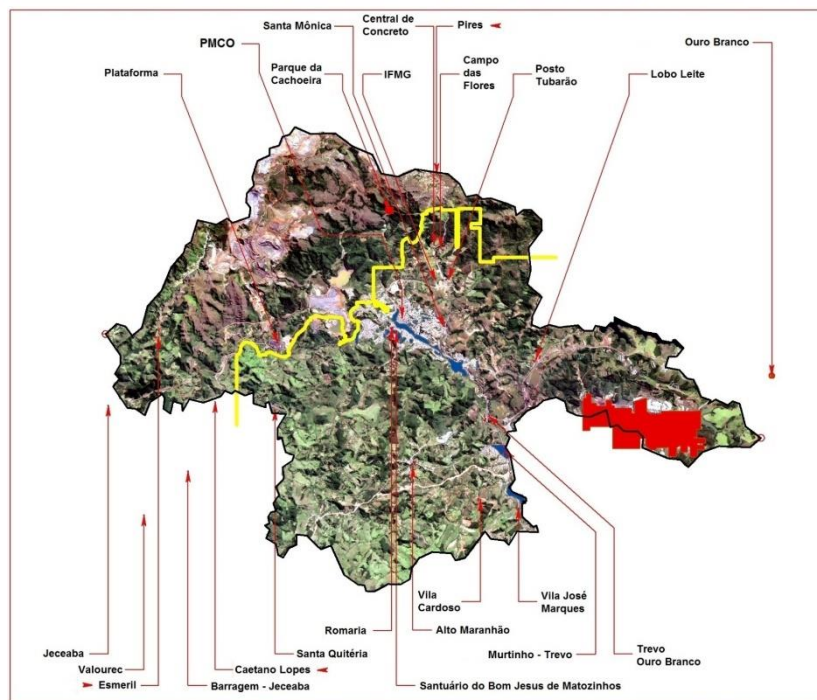 Santa Mônica
Central de
Concreto
Pires
PMCO
Ouro Branco
Plataforma
Parque da
Cachoeira
IFMG
Campo
das
Flores
Posto
Tubarão
Lobo Leite
Vila
Cardoso
Vila José
Marques
Romaria
Alto Maranhão
Jeceaba
Santa Quitéria
Murtinho - Trevo
Trevo
Ouro Branco
Valourec
Caetano Lopes
Esmeril
Barragem - Jeceaba
Santuário do Bom Jesus de Matozinhos